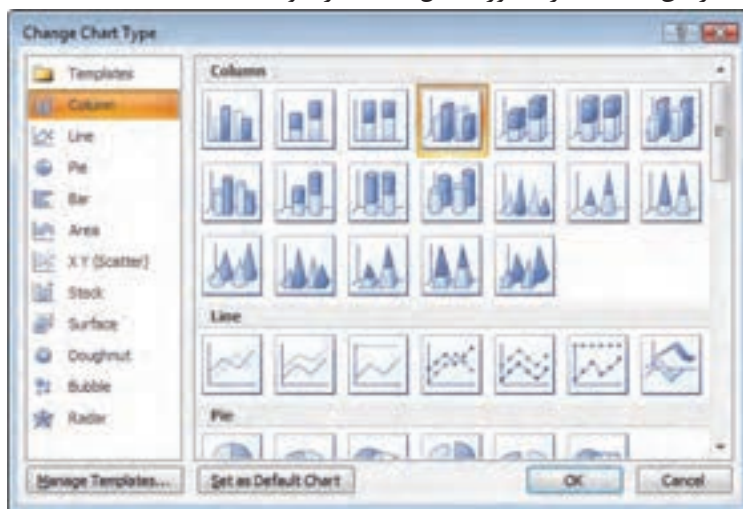 Change Chart Type
Templates
Column
Line
Pie
Bar
Area
X Y (Scatter)
Stock
Surface
Doughnut
Bubble
Radar
Column
Line
Pie
Manage Templates...
Set as Default Chart
OK
Cancel